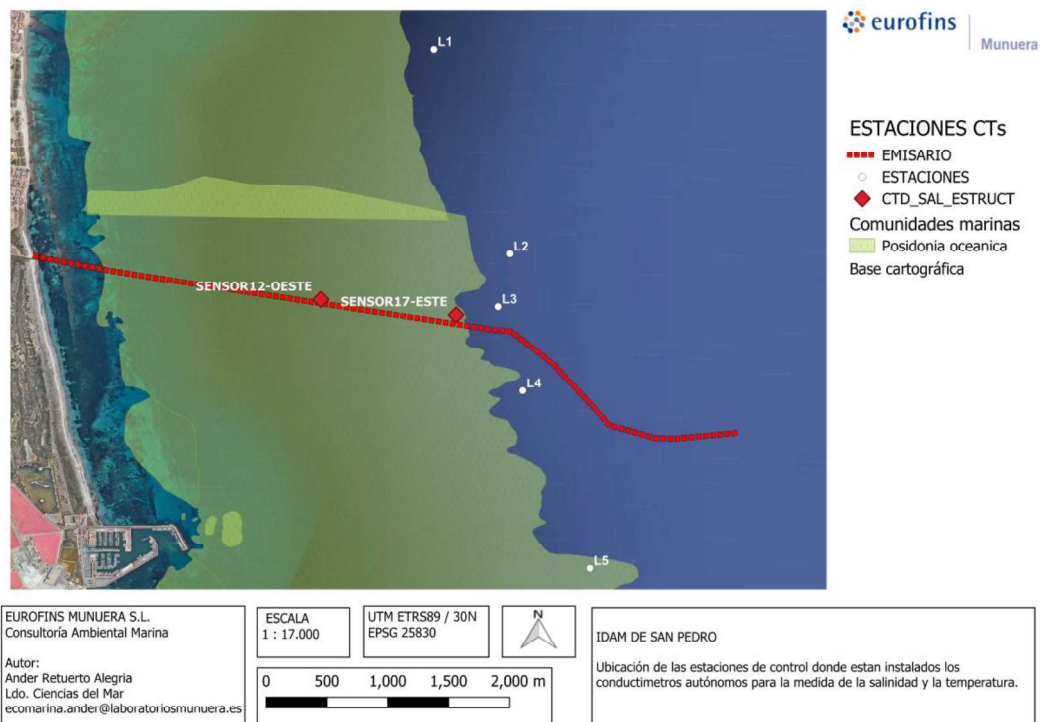 eurofins
Munuera
L1
L2
SENSOR12-OESTE
SENSOR17-ESTE
L3
L4
L5
ESTACIONES CTs
EMISARIO
ESTACIONES
CTD_SAL_ESTRUCT
Comunidades marinas
Posidonia oceanica
Base cartográfica
EUROFINS MUNUERA S.L.
Consultoría Ambiental Marina
Autor:
Ander Retuerto Alegria
Ldo. Ciencias del Mar
ecomarina.ander@laboratoriosmunuera.es
ESCALA
1 : 17.000
UTM ETRS89 / 30N
EPSG 25830
N
0 500 1,000 1,500 2,000 m
IDAM DE SAN PEDRO
Ubicación de las estaciones de control donde estan instalados los
conductimetros autónomos para la medida de la salinidad y la temperatura.